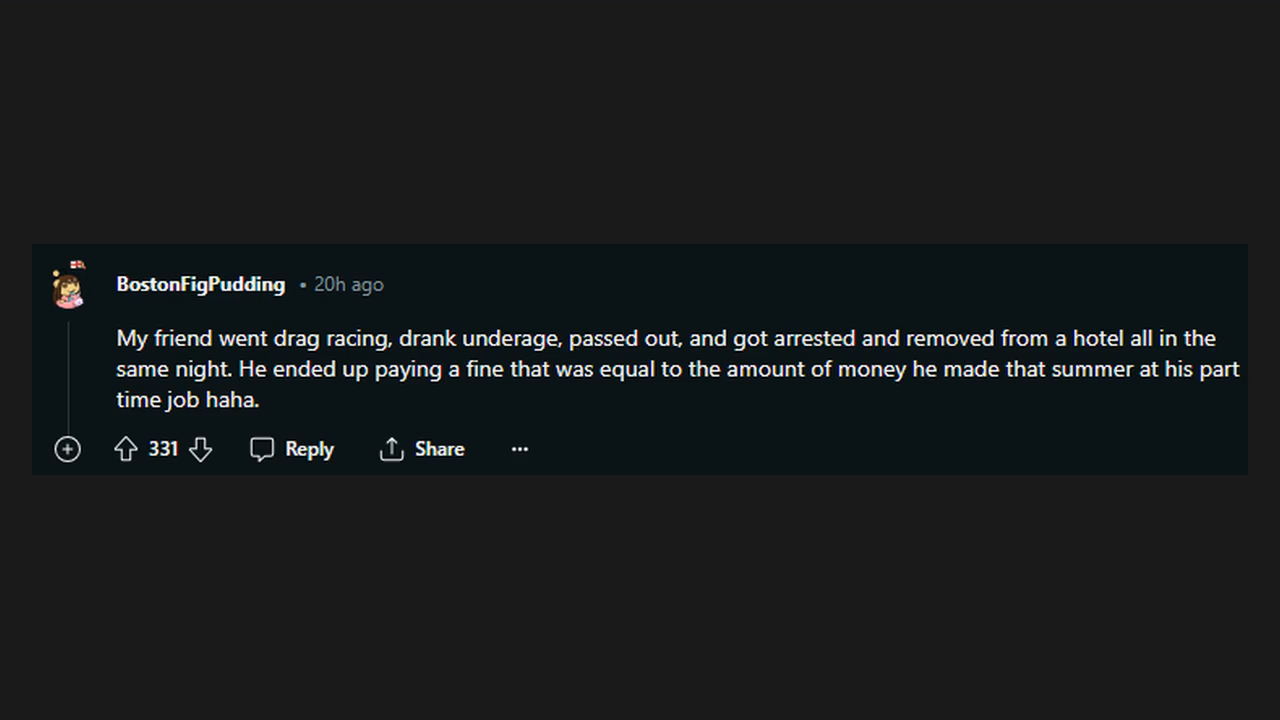 BostonFigPudding • 20h ago
My friend went drag racing, drank underage, passed out, and got arrested and removed from a hotel all in the
same night. He ended up paying a fine that was equal to the amount of money he made that summer at his part
time job haha.
331 Reply Share ...